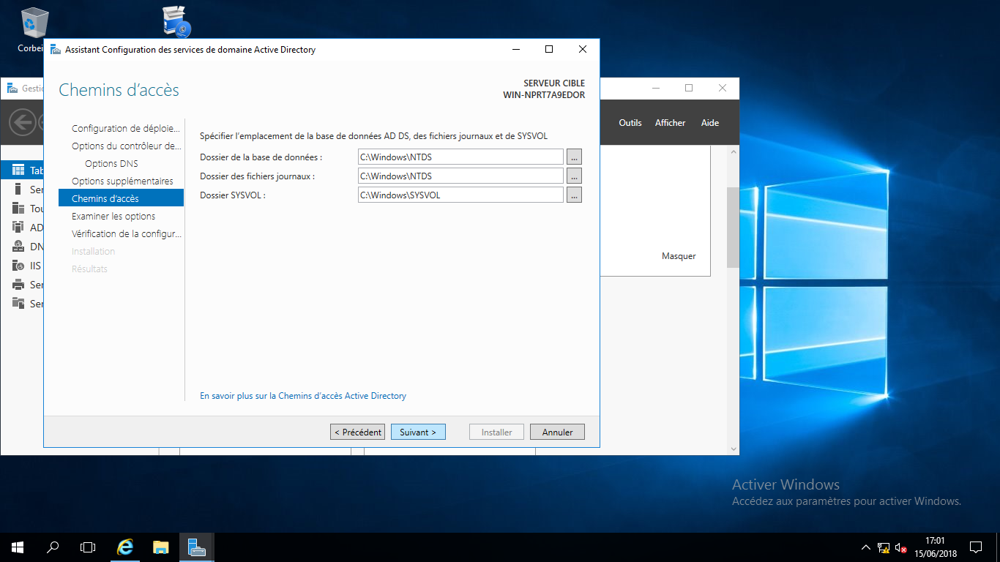 Corbei
Assistant Configuration des services de domaine Active Directory
Gestio
Chemins d’accès
SERVEUR CIBLE
WIN-NPRT7A9EDOR
Outils Afficher Aide
Configuration de déploie...
Options du contrôleur de...
Options DNS
Options supplémentaires
Chemins d’accès
Examiner les options
Vérification de la configur...
Installation
Résultats
Spécifier l’emplacement de la base de données AD DS, des fichiers journaux et de SYSVOL
Dossier de la base de données : C:\Windows\NTDS ...
Dossier des fichiers journaux : C:\Windows\NTDS ...
Dossier SYSVOL : C:\Windows\SYSVOL ...
Tab
Ser
Tou
AD
DN
IIS
Ser
Ser
Masquer
En savoir plus sur la Chemins d’accès Active Directory
< Précédent Suivant > Installer Annuler
Activer Windows
Accédez aux paramètres pour activer Windows.
17:01
15/06/2018